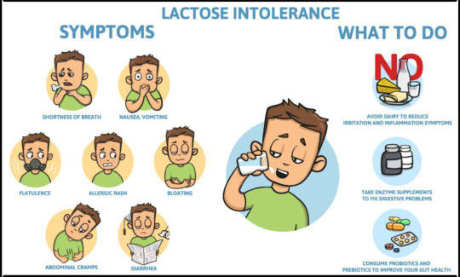 LACTOSE INTOLERANCE
SYMPTOMS
SHORTNESS OF BREATH
NAUSEA, VOMITING
FLATULENCE
ALLERGIC RASH
BLOATING
ABDOMINAL CRAMPS
DIARRHEA
WHAT TO DO
NO
AVOID DAIRY TO REDUCE
IRRITATION AND INFLAMMATION SYMPTOMS
TAKE ENZYME SUPPLEMENTS
TO FIX DIGESTIVE PROBLEMS
CONSUME PROBIOTICS AND
PREBIOTICS TO IMPROVE YOUR GUT HEALTH